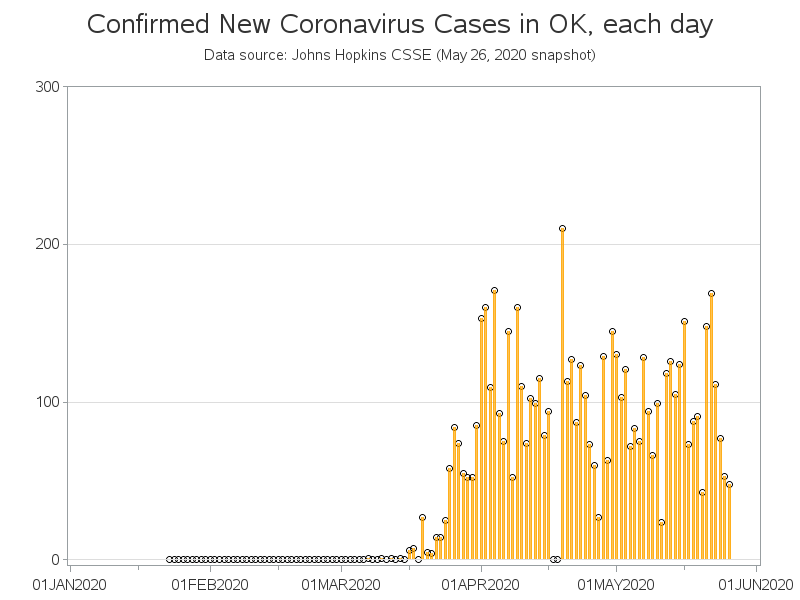 Confirmed New Coronavirus Cases in OK, each day
Data source: Johns Hopkins CSSE (May 26, 2020 snapshot)
300
200
100
0
01JAN2020 01FEB2020 01MAR2020 01APR2020 01MAY2020 01JUN2020